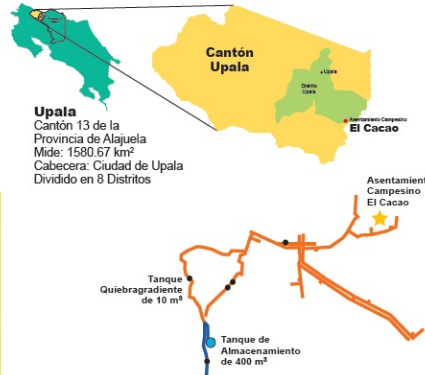 Cantón
Upala
Upala
Distrito
Upala
Asentamiento Campesino
El Cacao
Upala
Cantón 13 de la
Provincia de Alajuela
Mide: 1580.67 km²
Cabecera: Ciudad de Upala
Dividido en 8 Distritos
Asentamiento
Campesino
El Cacao
Tanque
Quiebragradiente
de 10 m³
Tanque de
Almacenamiento
de 400 m³